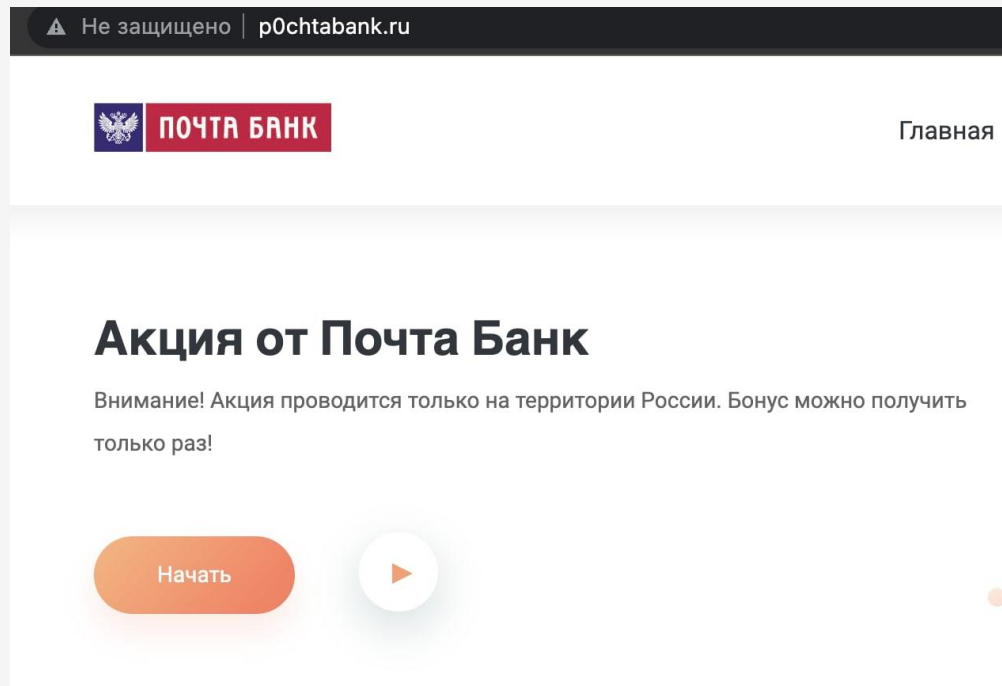 Не защищено | p0chtabank.ru
ПОЧТА БАНК
Главная
Акция от Почта Банк
Внимание! Акция проводится только на территории России. Бонус можно получить
только раз!
Начать